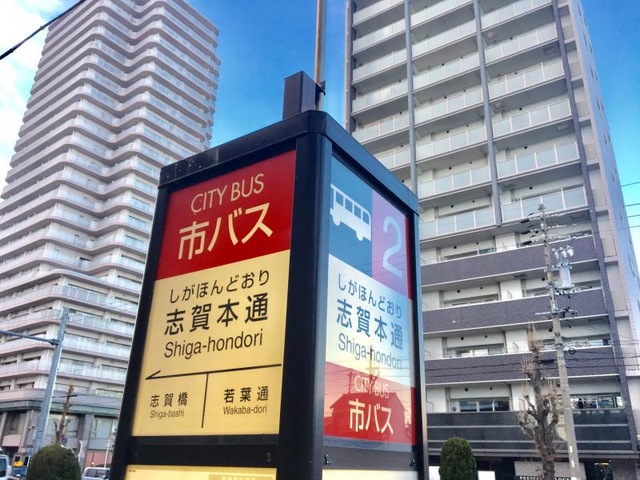 CITY BUS
市バス
しがほんどおり
志賀本通
Shiga-hondori
志賀橋
Shiga-bashi
若葉通
Wakaba-dori
2
しがほんどおり
志賀本通
Shiga-hondori
CITY BUS
市バス